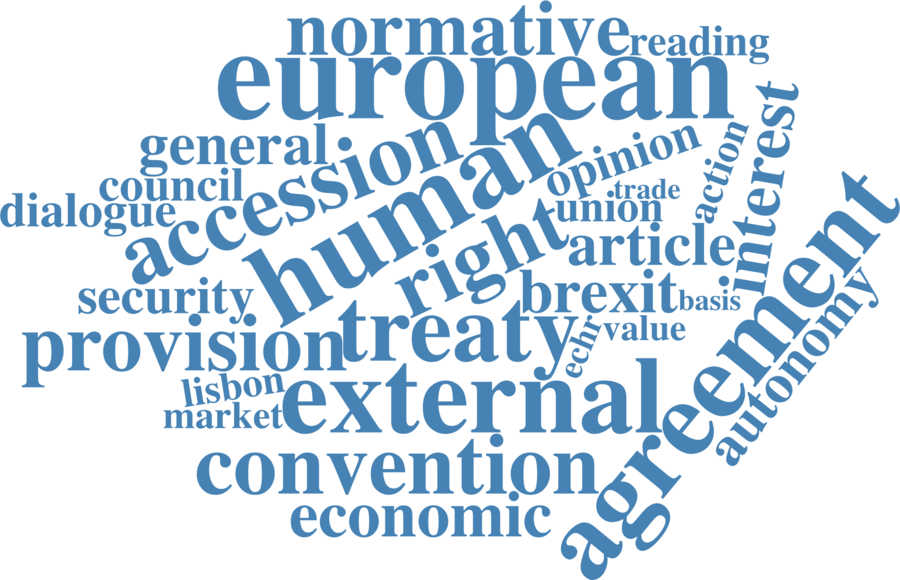 normative
reading
european
general
accession
human
opinion
action
interest
council
dialogue
trade
union
right
article
agreement
security
brexit
basis
provision
treaty
echr
value
autonomy
lisbon
market
external
convention
economic